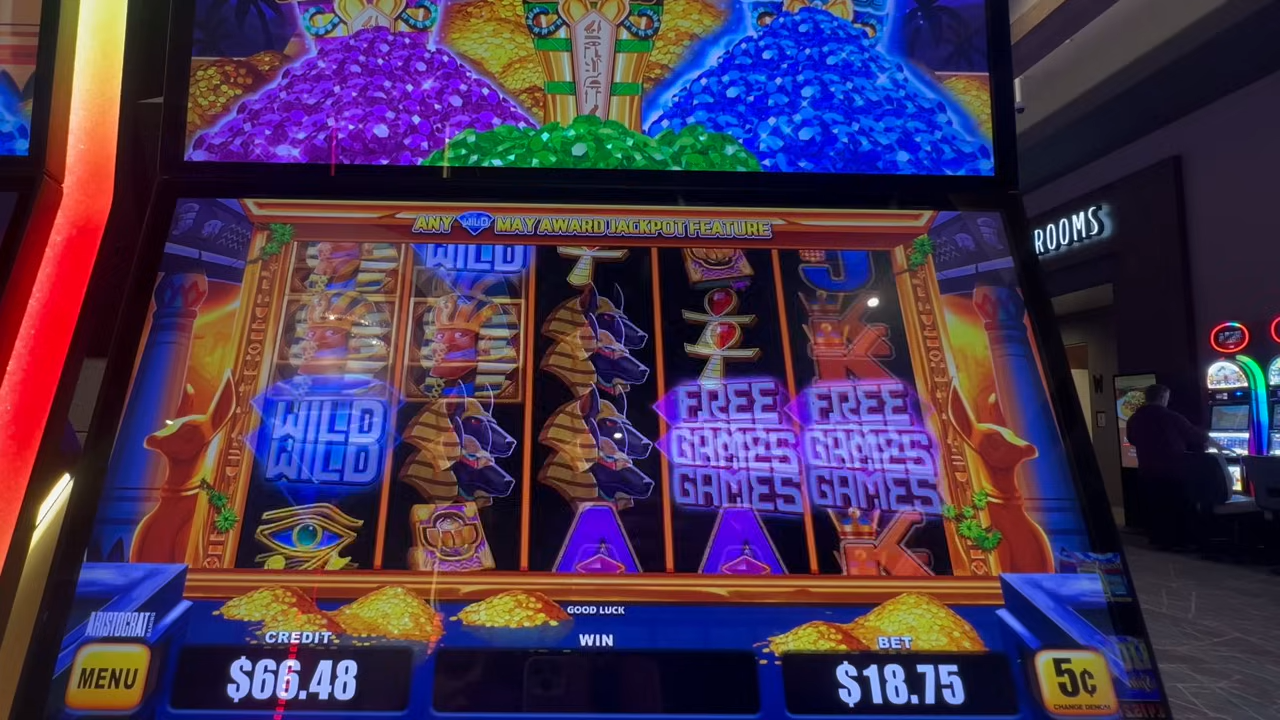 ANY WILD MAY AWARD JACKPOT FEATURE
ROOMS
WILD
J
K
WILD
WILD
FREE
GAMES
GAMES
FREE
GAMES
GAMES
A
A
K
GOOD LUCK
ARISTOCRAT
CREDIT
WIN
BET
MENU
$66.48
$18.75
5¢
CHANGE DENOM